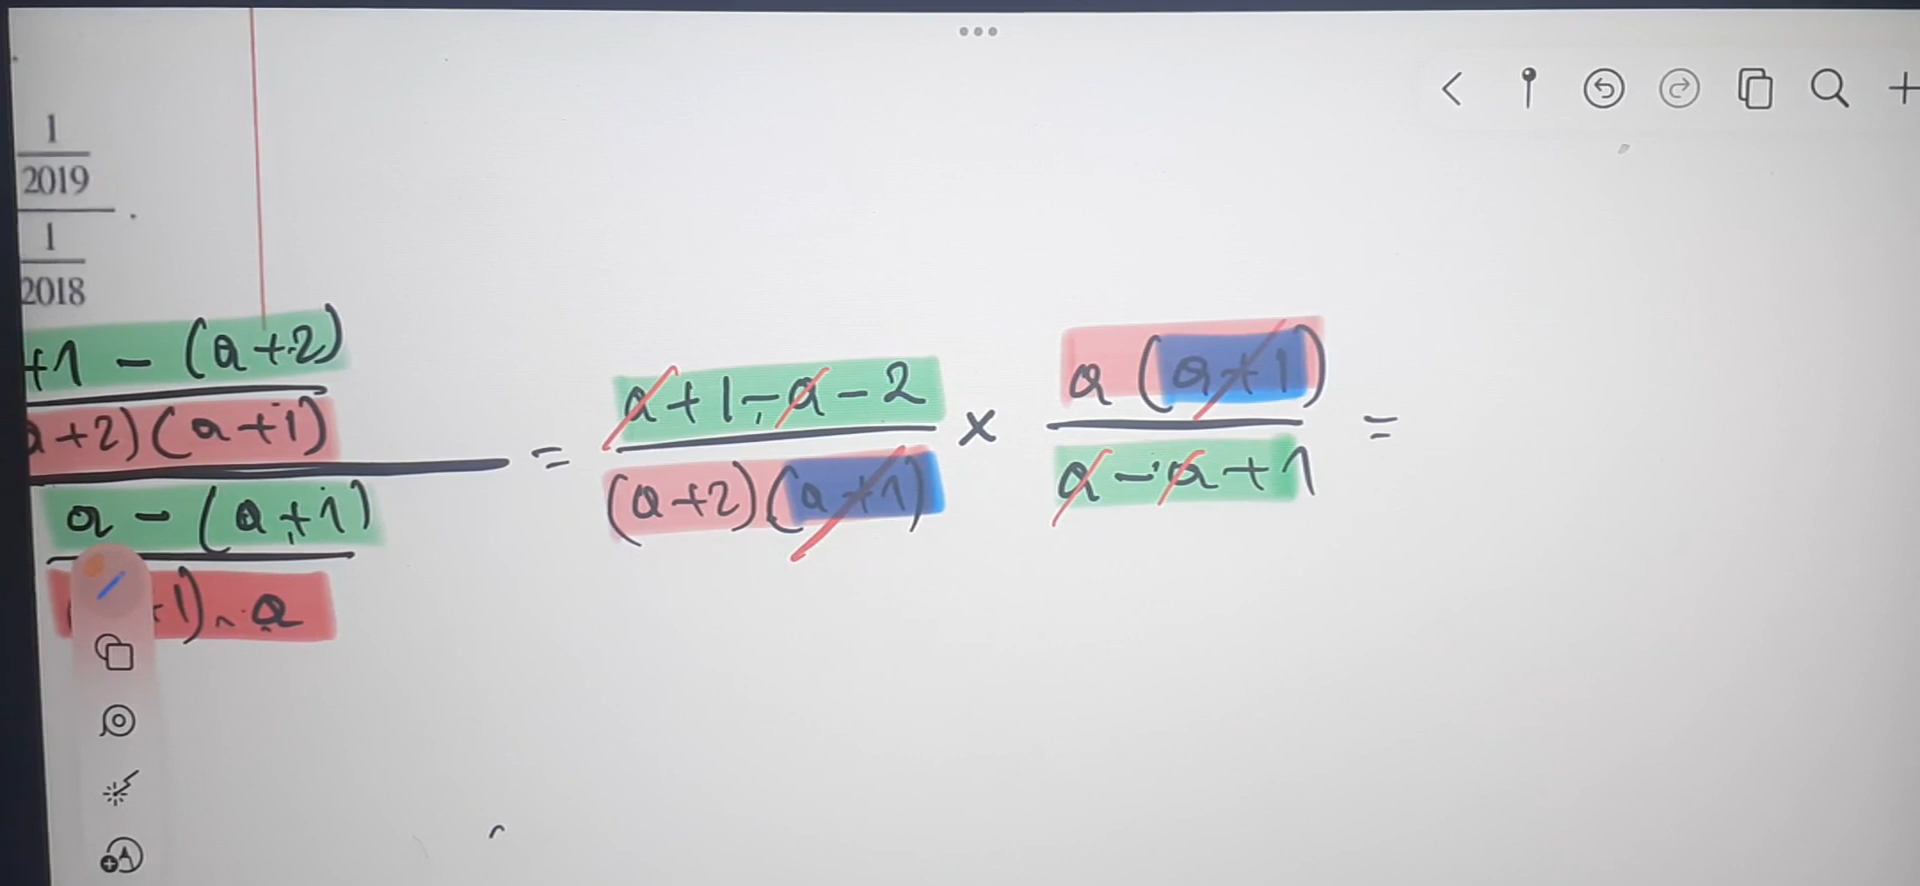 1
2019
.
1
2018
+1 - (a+2)
a+2)(a+1)
a - (a+1)
+1). a
=
a+1-a-2
(a+2)(a+1)
×
a (a+1)
a-a+1
=